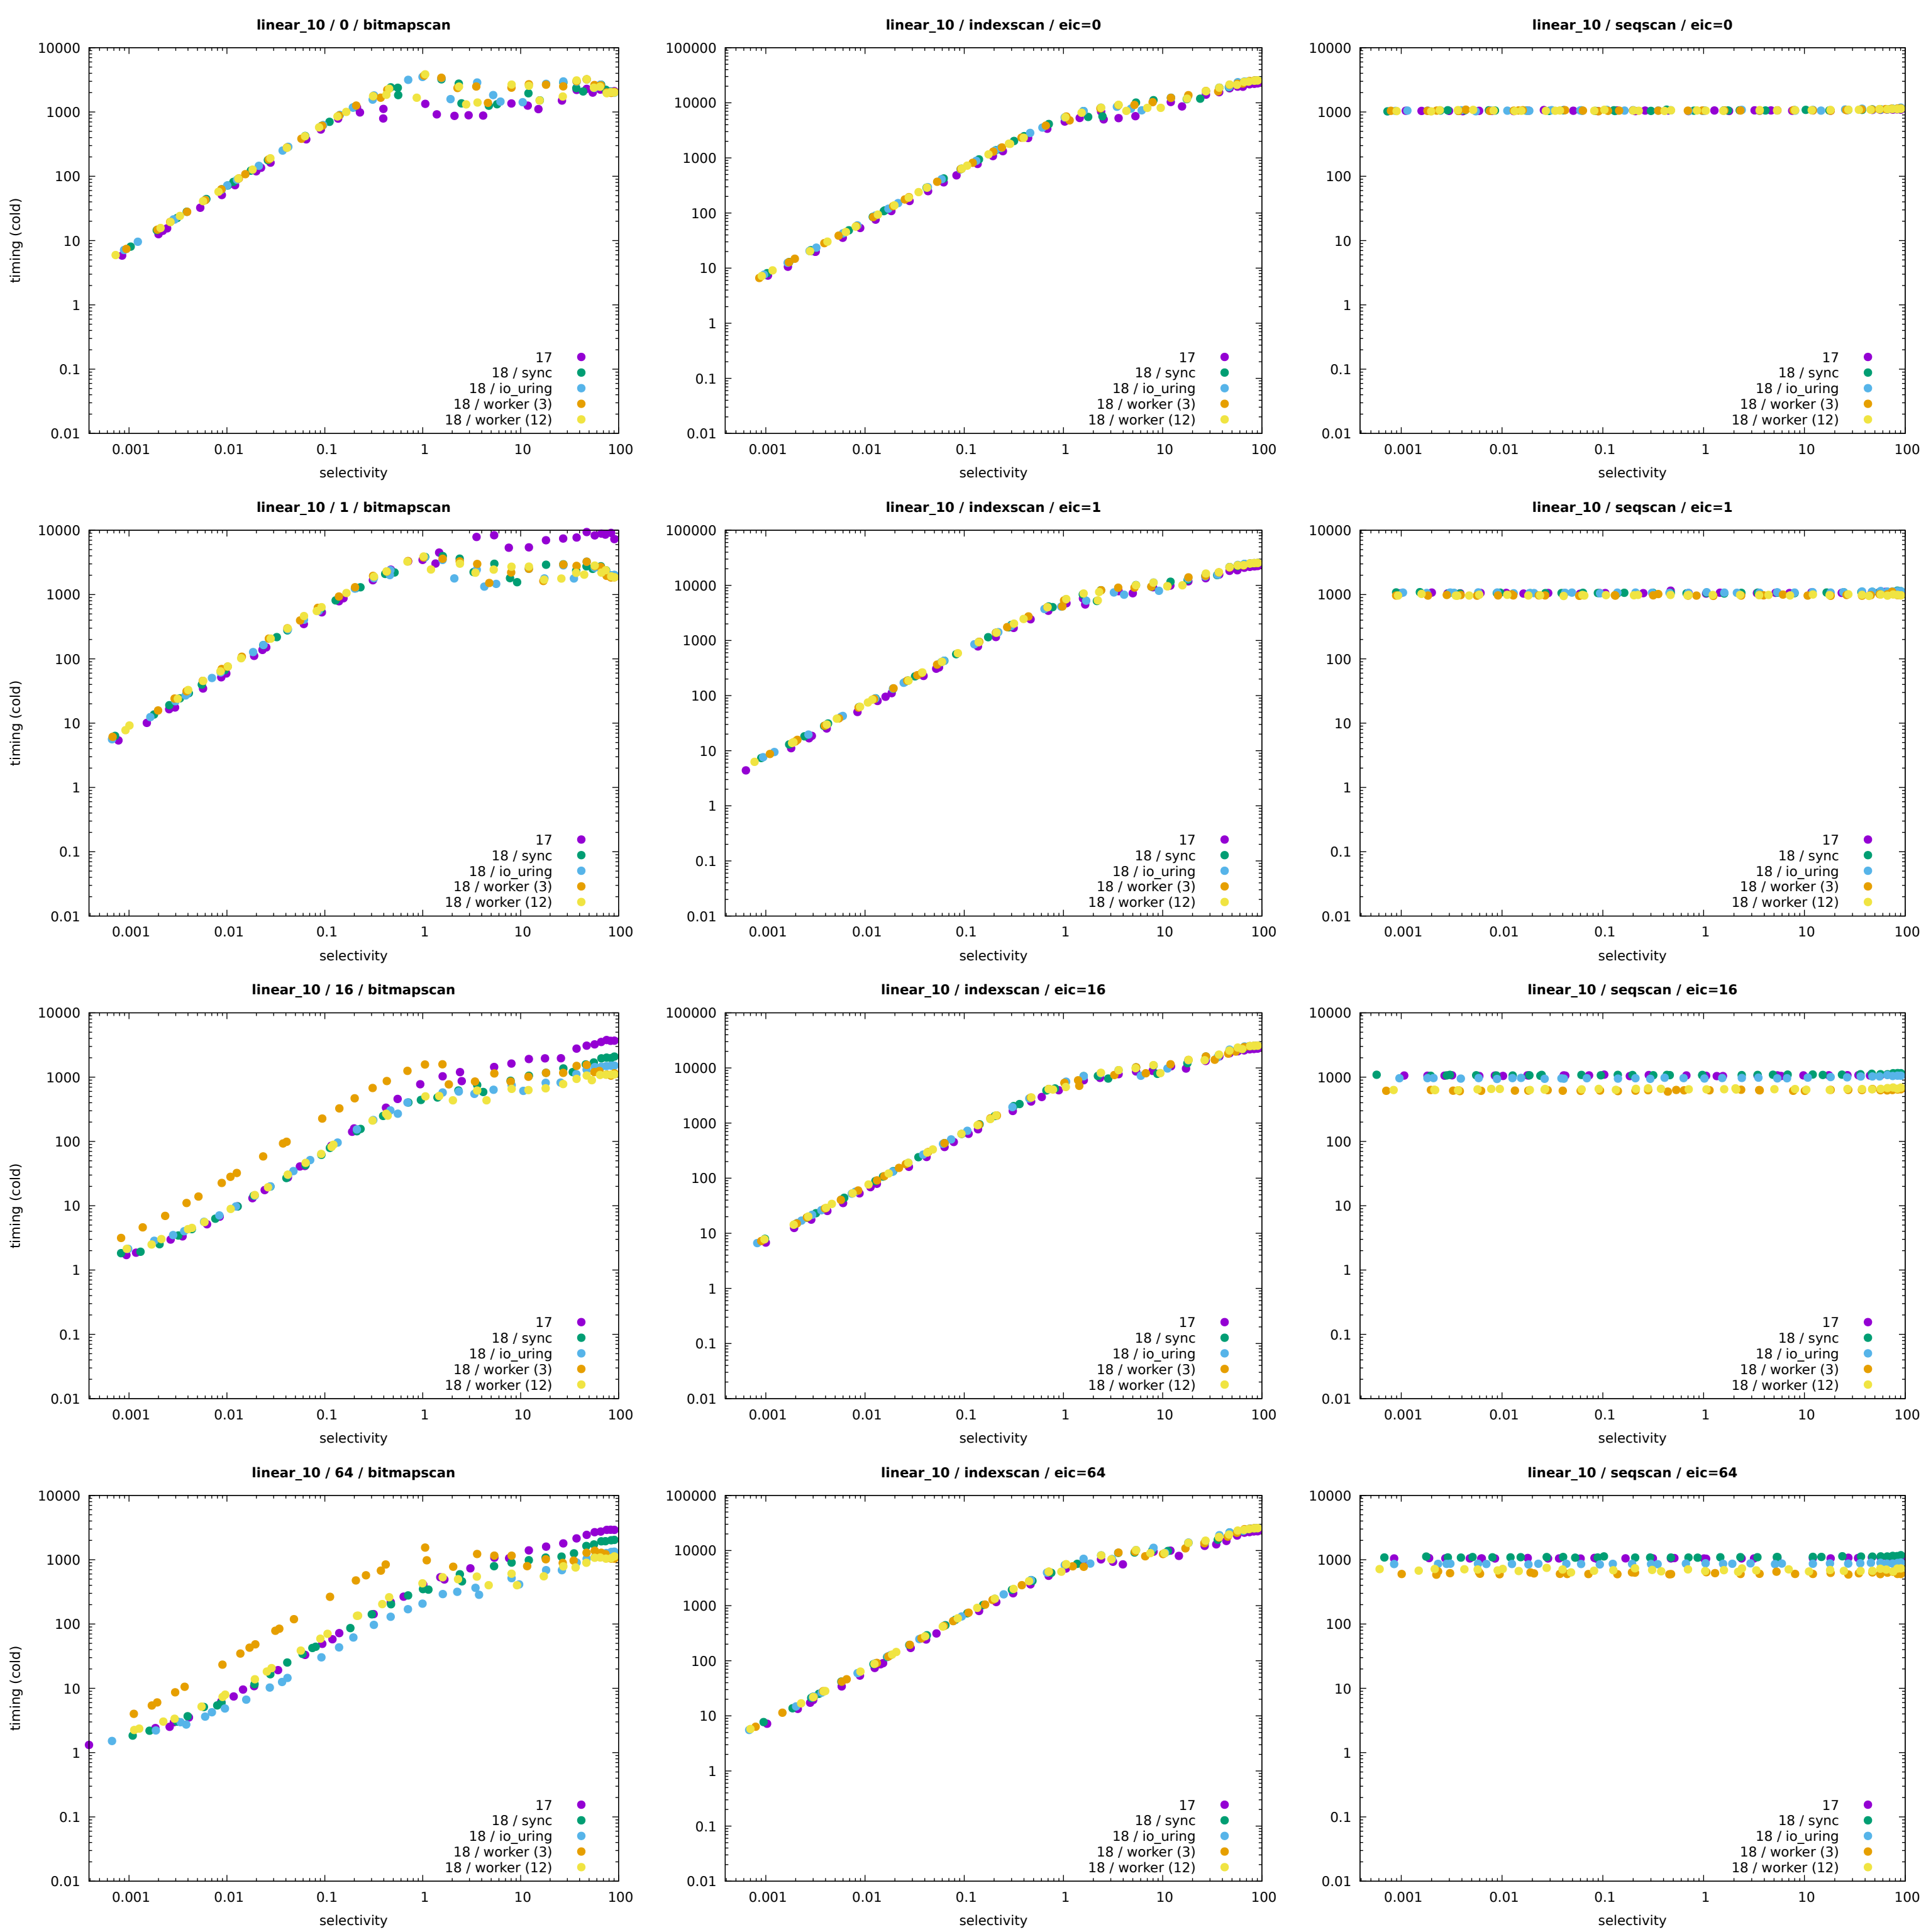 linear_10 / 0 / bitmapscan
timing (cold)
10000
1000
100
10
1
0.1
0.01
17
18 / sync
18 / io_uring
18 / worker (3)
18 / worker (12)
0.001 0.01 0.1 1 10 100
selectivity
linear_10 / indexscan / eic=0
100000
10000
1000
100
10
1
0.1
0.01
17
18 / sync
18 / io_uring
18 / worker (3)
18 / worker (12)
0.001 0.01 0.1 1 10 100
selectivity
linear_10 / seqscan / eic=0
10000
1000
100
10
1
0.1
0.01
17
18 / sync
18 / io_uring
18 / worker (3)
18 / worker (12)
0.001 0.01 0.1 1 10 100
selectivity
linear_10 / 1 / bitmapscan
timing (cold)
10000
1000
100
10
1
0.1
0.01
17
18 / sync
18 / io_uring
18 / worker (3)
18 / worker (12)
0.001 0.01 0.1 1 10 100
selectivity
linear_10 / indexscan / eic=1
100000
10000
1000
100
10
1
0.1
0.01
17
18 / sync
18 / io_uring
18 / worker (3)
18 / worker (12)
0.001 0.01 0.1 1 10 100
selectivity
linear_10 / seqscan / eic=1
10000
1000
100
10
1
0.1
0.01
17
18 / sync
18 / io_uring
18 / worker (3)
18 / worker (12)
0.001 0.01 0.1 1 10 100
selectivity
linear_10 / 16 / bitmapscan
timing (cold)
10000
1000
100
10
1
0.1
0.01
17
18 / sync
18 / io_uring
18 / worker (3)
18 / worker (12)
0.001 0.01 0.1 1 10 100
selectivity
linear_10 / indexscan / eic=16
100000
10000
1000
100
10
1
0.1
0.01
17
18 / sync
18 / io_uring
18 / worker (3)
18 / worker (12)
0.001 0.01 0.1 1 10 100
selectivity
linear_10 / seqscan / eic=16
10000
1000
100
10
1
0.1
0.01
17
18 / sync
18 / io_uring
18 / worker (3)
18 / worker (12)
0.001 0.01 0.1 1 10 100
selectivity
linear_10 / 64 / bitmapscan
timing (cold)
10000
1000
100
10
1
0.1
0.01
17
18 / sync
18 / io_uring
18 / worker (3)
18 / worker (12)
0.001 0.01 0.1 1 10 100
selectivity
linear_10 / indexscan / eic=64
100000
10000
1000
100
10
1
0.1
0.01
17
18 / sync
18 / io_uring
18 / worker (3)
18 / worker (12)
0.001 0.01 0.1 1 10 100
selectivity
linear_10 / seqscan / eic=64
10000
1000
100
10
1
0.1
0.01
17
18 / sync
18 / io_uring
18 / worker (3)
18 / worker (12)
0.001 0.01 0.1 1 10 100
selectivity